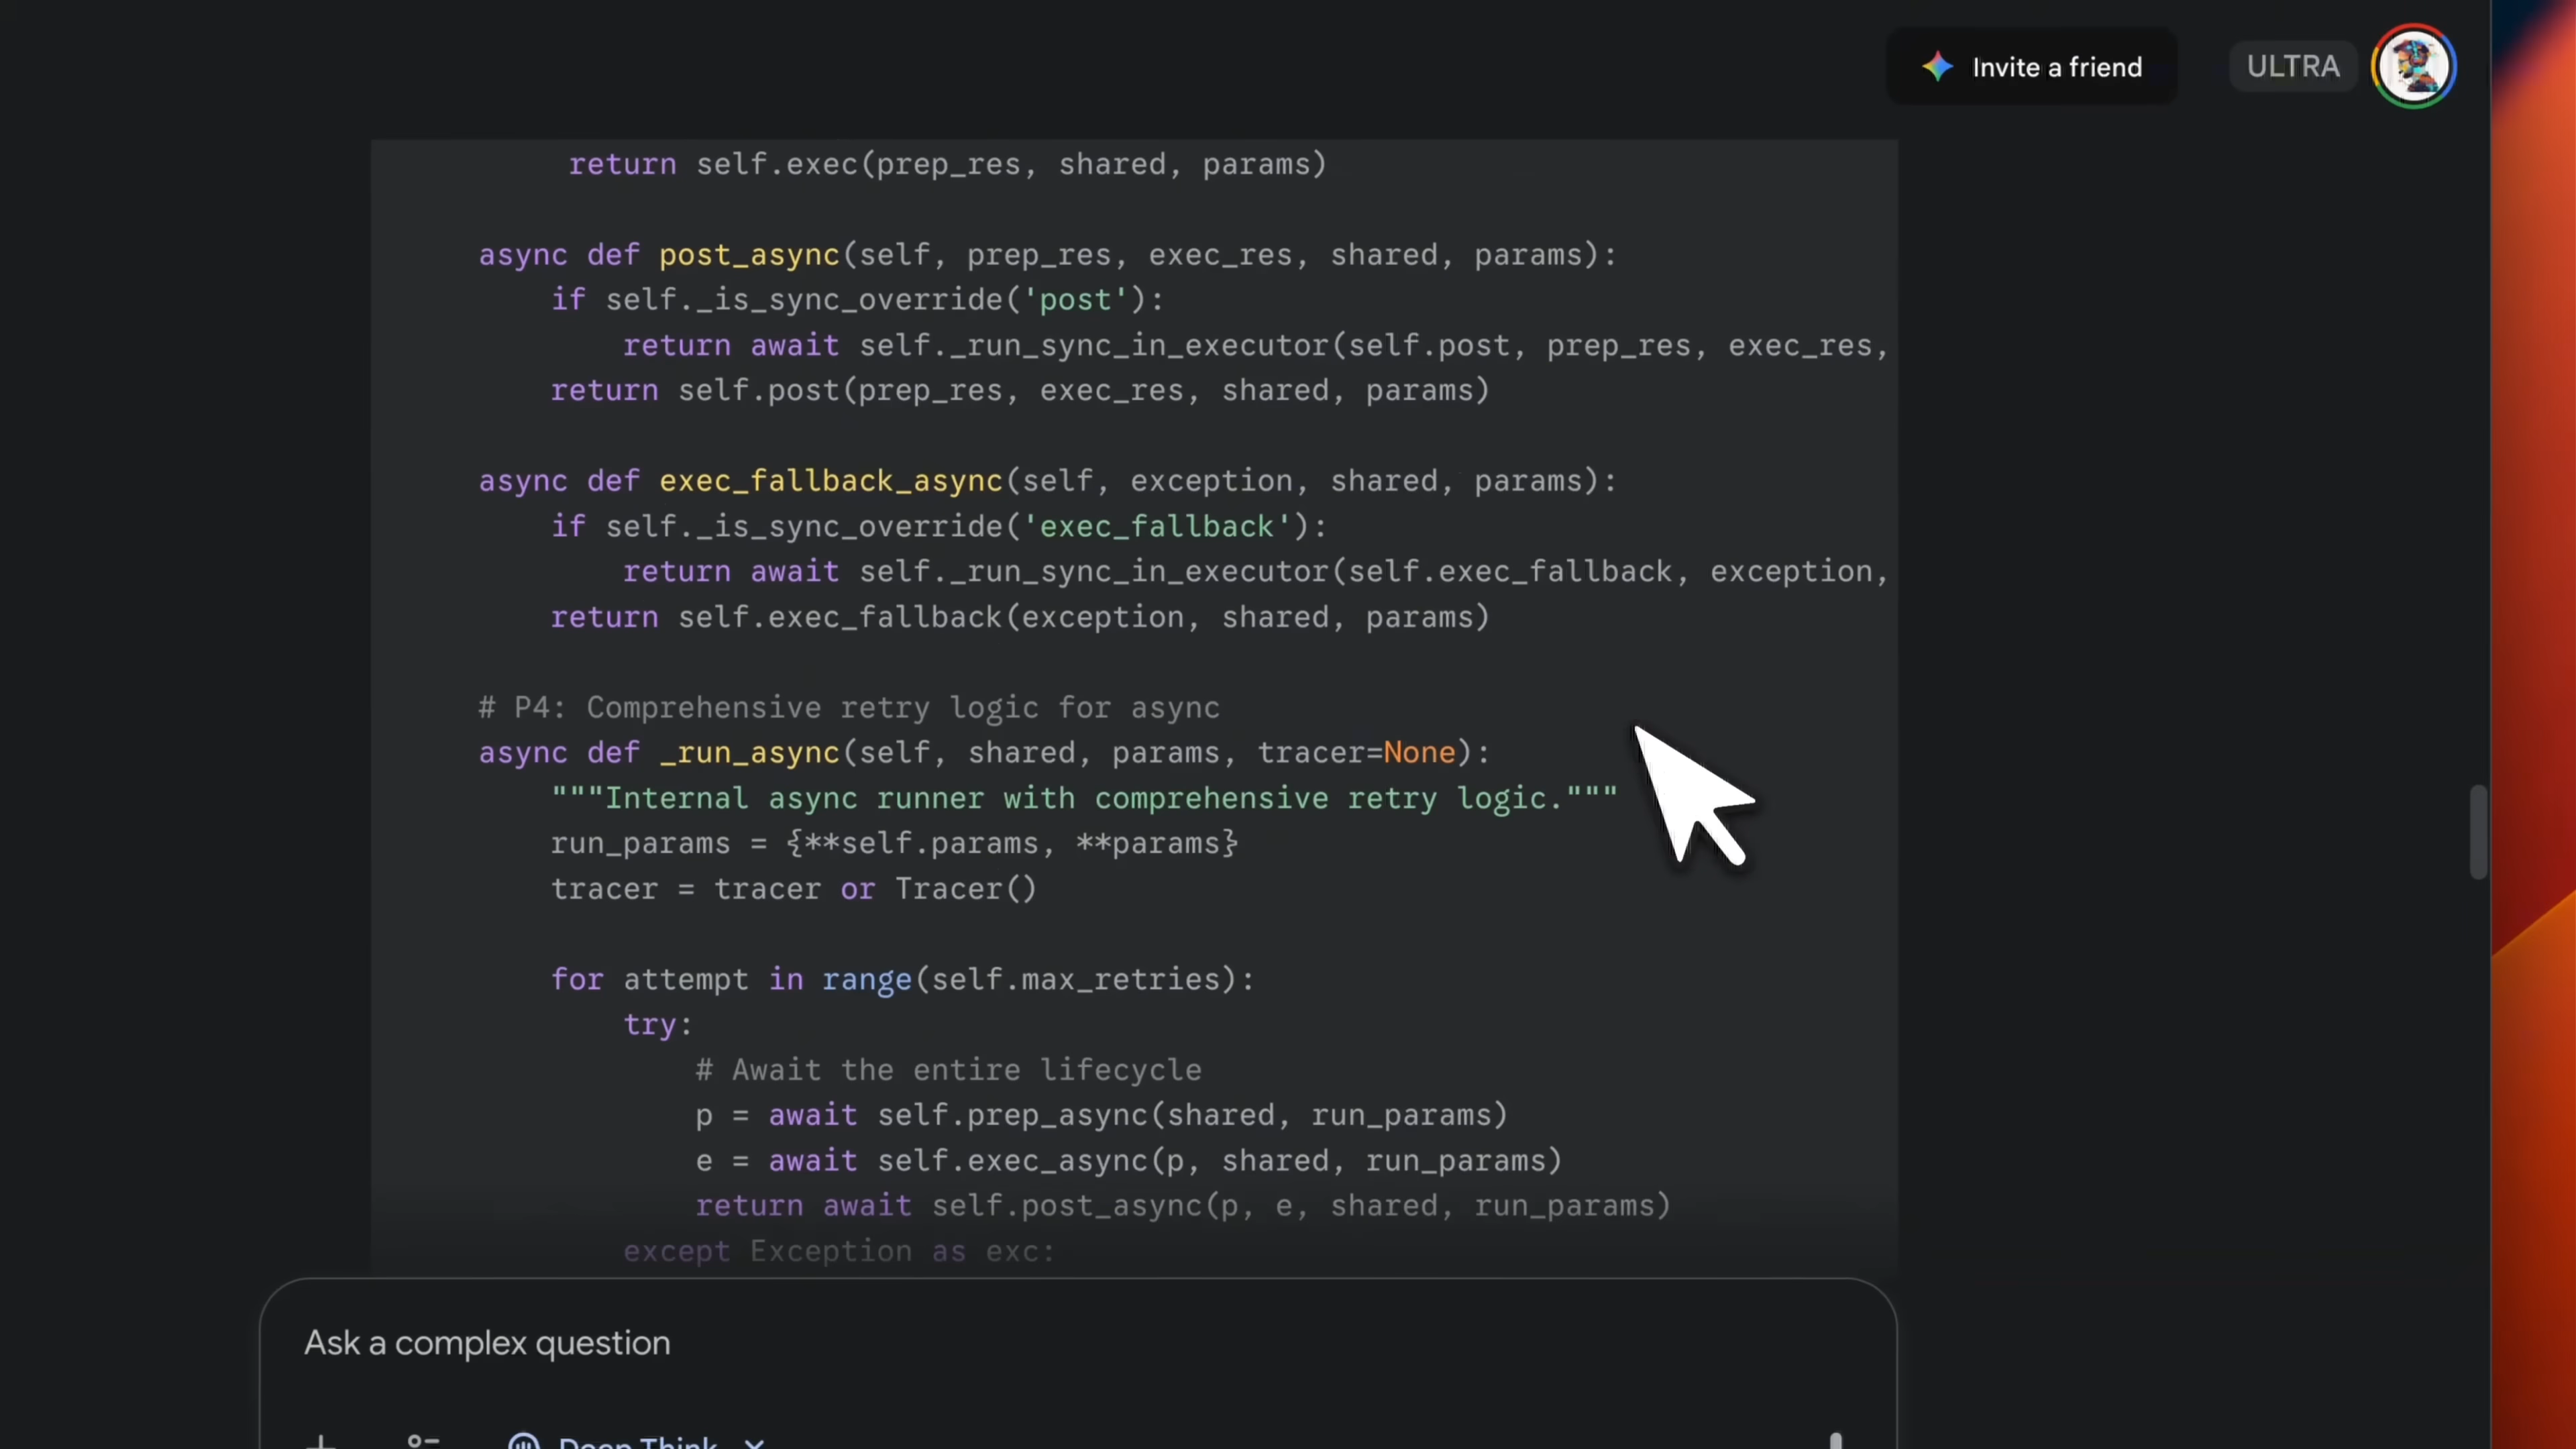 Invite a friend
ULTRA
return self.exec(prep_res, shared, params)
async def post_async(self, prep_res, exec_res, shared, params):
if self._is_sync_override('post'):
return await self._run_sync_in_executor(self.post, prep_res, exec_res,
return self.post(prep_res, exec_res, shared, params)
async def exec_fallback_async(self, exception, shared, params):
if self._is_sync_override('exec_fallback'):
return await self._run_sync_in_executor(self.exec_fallback, exception,
return self.exec_fallback(exception, shared, params)
# P4: Comprehensive retry logic for async
async def _run_async(self, shared, params, tracer=None):
"""Internal async runner with comprehensive retry logic."""
run_params = {**self.params, **params}
tracer = tracer or Tracer()
for attempt in range(self.max_retries):
try:
# Await the entire lifecycle
p = await self.prep_async(shared, run_params)
e = await self.exec_async(p, shared, run_params)
return await self.post_async(p, e, shared, run_params)
except Exception as exc:
Ask a complex question
Deep Think